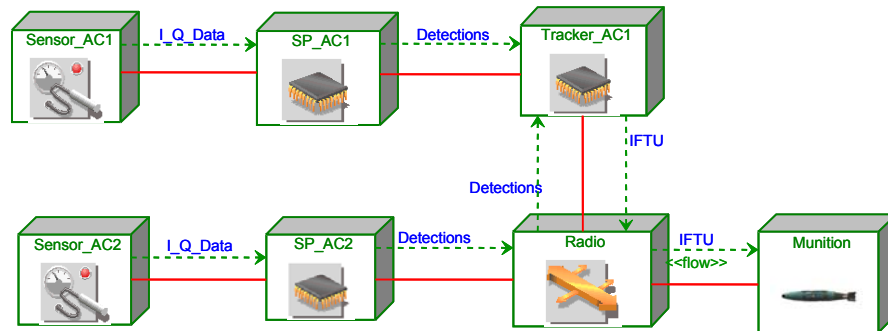 Sensor_AC1
I_Q_Data
SP_AC1
Detections
Tracker_AC1
IFTU
Detections
Sensor_AC2
I_Q_Data
SP_AC2
Detections
Radio
IFTU
<<flow>>
Munition